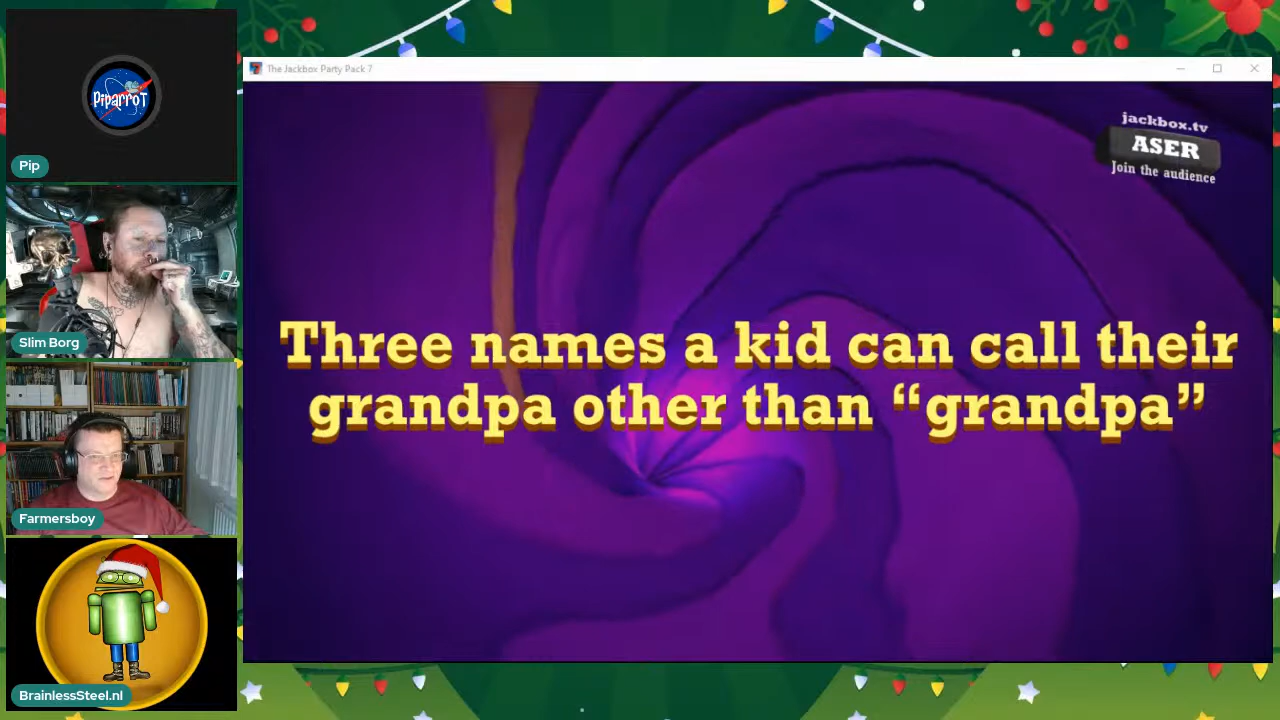 PiparroT
Pip
Slim Borg
Farmersboy
BrainlessSteel.nl
The Jackbox Party Pack 7
jackbox.tv
ASER
Join the audience
Three names a kid can call their
grandpa other than “grandpa”